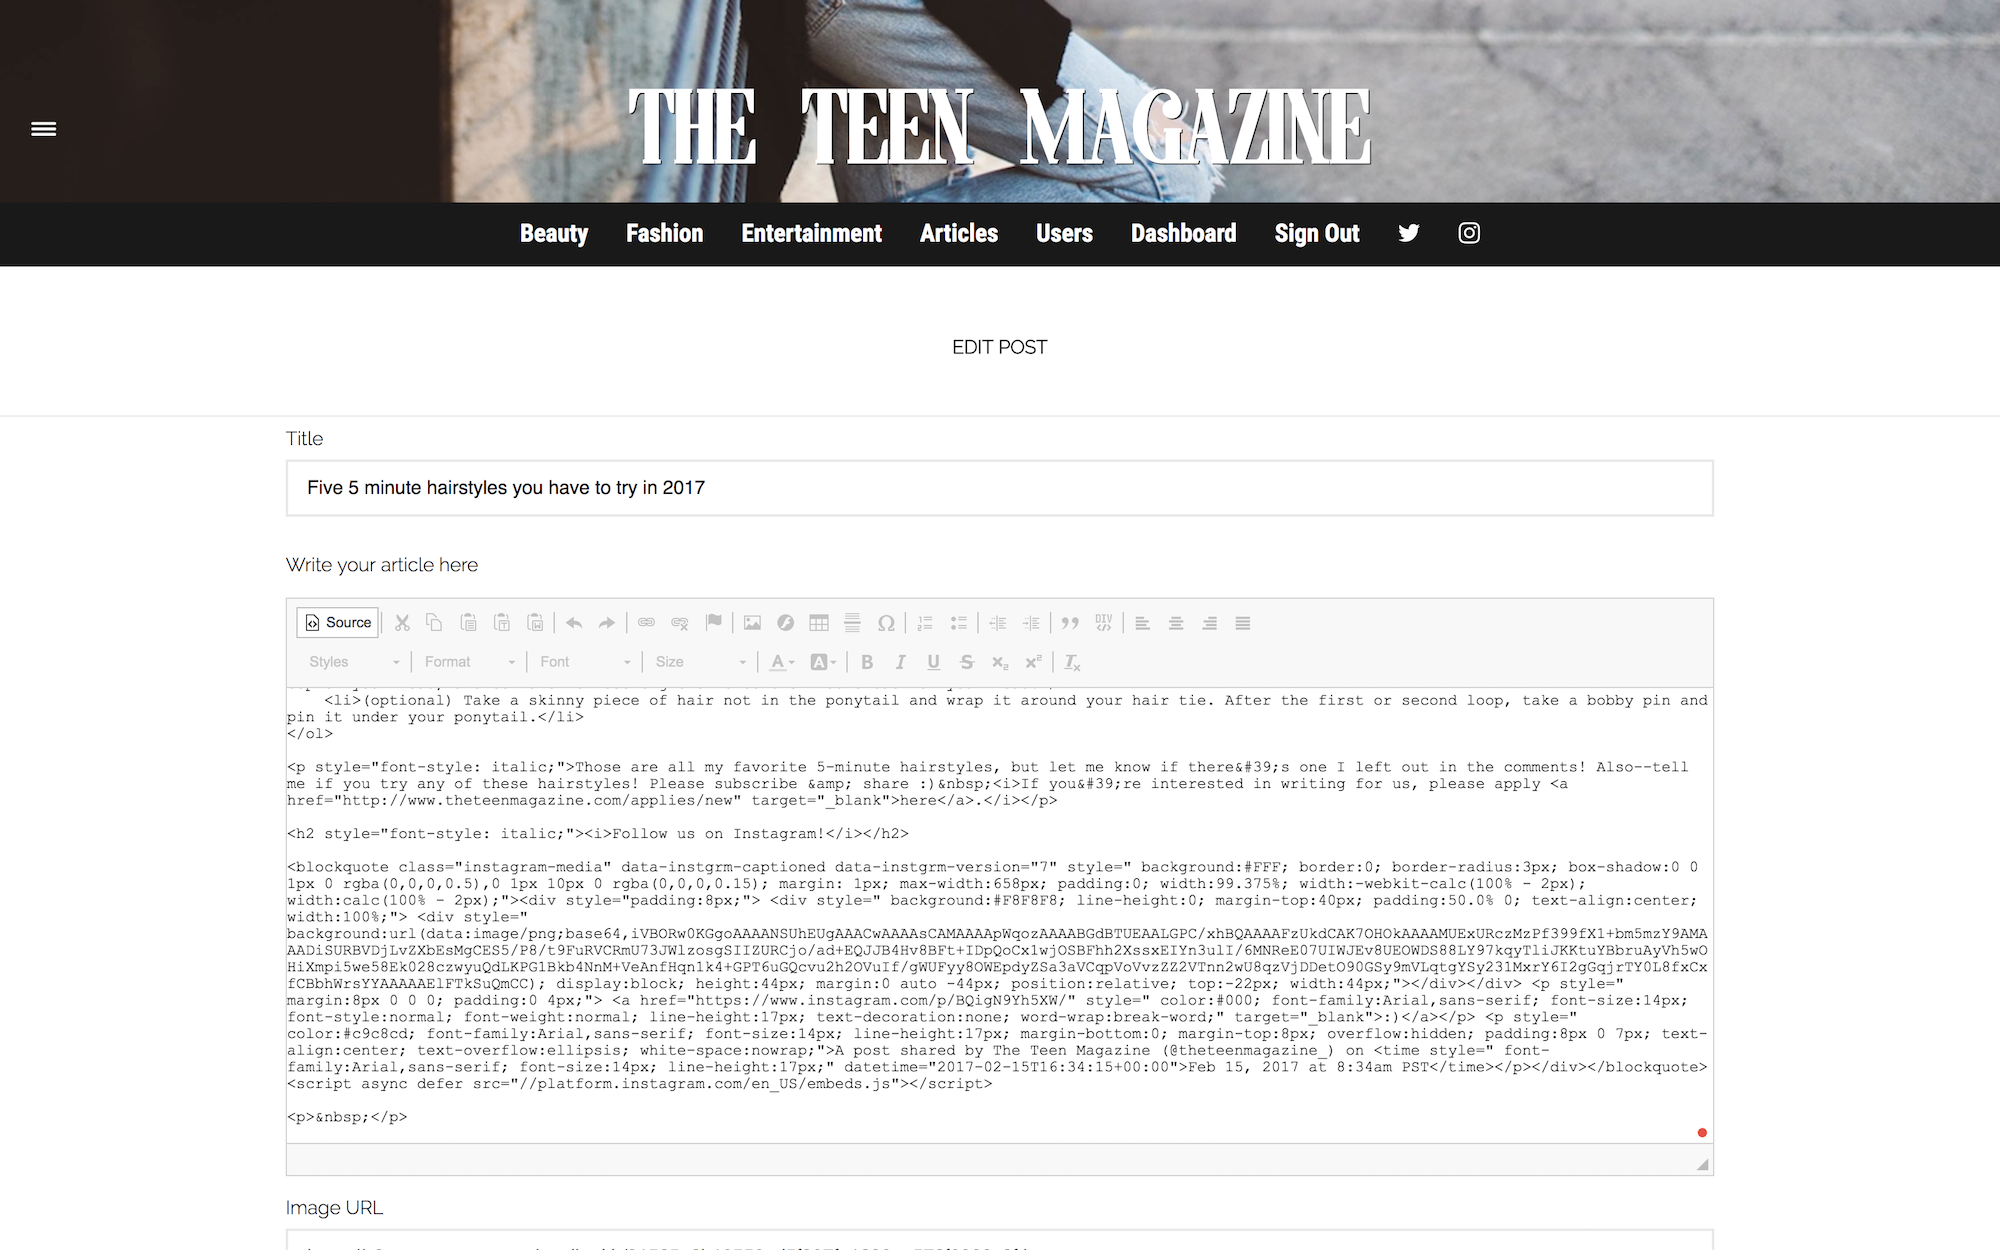 THE TEEN MAGAZINE
Beauty Fashion Entertainment Articles Users Dashboard Sign Out
EDIT POST
Title
Five 5 minute hairstyles you have to try in 2017
Write your article here
Source
Styles Format Font Size A A B I U S x₂ x² Tx
<li>(optional) Take a skinny piece of hair not in the ponytail and wrap it around your hair tie. After the first or second loop, take a bobby pin and
pin it under your ponytail.</li>
</ol>
<p style="font-style: italic;">Those are all my favorite 5-minute hairstyles, but let me know if there&#39;s one I left out in the comments! Also--tell
me if you try any of these hairstyles! Please subscribe &amp; share :)&nbsp;<i>If you&#39;re interested in writing for us, please apply <a
href="http://www.theteenmagazine.com/applies/new" target="_blank">here</a>.</i></p>
<h2 style="font-style: italic;"><i>Follow us on Instagram!</i></h2>
<blockquote class="instagram-media" data-instgrm-captioned data-instgrm-version="7" style=" background:#FFF; border:0; border-radius:3px; box-shadow:0 0
1px 0 rgba(0,0,0,0.5),0 1px 10px 0 rgba(0,0,0,0.15); margin: 1px; max-width:658px; padding:0; width:99.375%; width:-webkit-calc(100% - 2px);
width:calc(100% - 2px);"><div style="padding:8px;"> <div style=" background:#F8F8F8; line-height:0; margin-top:40px; padding:50.0% 0; text-align:center;
width:100%;"> <div style="
background:url(data:image/png;base64,iVBORw0KGgoAAAANSUhEUgAAACwAAAAsCAMAAAApWqozAAAABGdBTUEAALGPC/xhBQAAAAFzUkdCAK7OHOkAAAAMUExURczMzPf399fX1+bm5mzY9AMA
AADiSURBVDjLvZXbEsMgCES5/P8/t9FuRVCRmU73JWlzosgSIIZURCjo/ad+EQJJB4Hv8BFt+IDpQoCx1wjOSBFhh2XssxEIYn3ulI/6MNReE07UIWJEv8UEOWDS88LY97kqyTliJKKtuYBbruAyVh5wO
HiXmpi5we58Ek028czwyuQdLKPG1Bkb4NnM+VeAnfHqn1k4+GPT6uGQcvu2h2OVuIf/gWUFyy8OWEpdyZSa3aVCqpVoVvzZZ2VTnn2wU8qzVjDDetO90GSy9mVLqtgYSy231MxrY6I2gGqjrTY0L8fxCx
fCBbhWrsYYAAAAAElFTkSuQmCC); display:block; height:44px; margin:0 auto -44px; position:relative; top:-22px; width:44px;"></div></div> <p style="
margin:8px 0 0 0; padding:0 4px;"> <a href="https://www.instagram.com/p/BQigN9Yh5XW/" style=" color:#000; font-family:Arial,sans-serif; font-size:14px;
font-style:normal; font-weight:normal; line-height:17px; text-decoration:none; word-wrap:break-word;" target="_blank">:)</a></p> <p style="
color:#c9c8cd; font-family:Arial,sans-serif; font-size:14px; line-height:17px; margin-bottom:0; margin-top:8px; overflow:hidden; padding:8px 0 7px; text-
align:center; text-overflow:ellipsis; white-space:nowrap;">A post shared by The Teen Magazine (@theteenmagazine_) on <time style=" font-
family:Arial,sans-serif; font-size:14px; line-height:17px;" datetime="2017-02-15T16:34:15+00:00">Feb 15, 2017 at 8:34am PST</time></p></div></blockquote>
<script async defer src="//platform.instagram.com/en_US/embeds.js"></script>
<p>&nbsp;</p>
Image URL